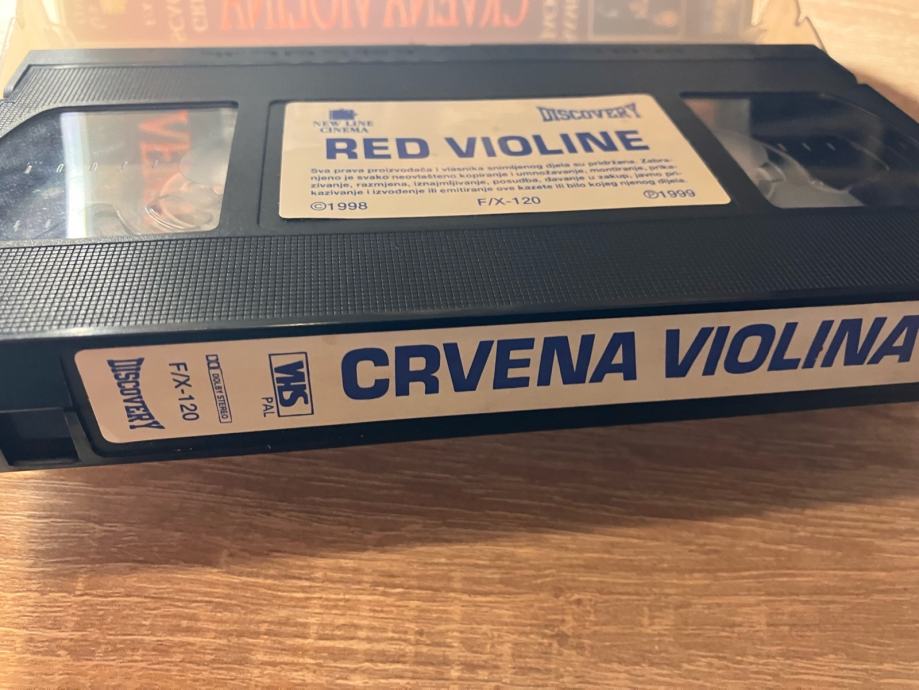 CRVENA VIOLINA
NEW LINE
CINEMA
DISCOVERY
RED VIOLINE
Sva prava proizvođača i vlasnika snimljenog djela su pridržana. Zabra-
njeno je svako neovlašteno kopiranje i umnožavanje, montiranje, prika-
zivanje, razmjena, iznajmljivanje, posudba, davanje u zakup, javno pri-
kazivanje i izvođenje ili emitiranje ove kazete ili bilo kojeg njenog dijela.
©1998
F/X-120
℗1999
DISCOVERY
F/X-120
DOLBY STEREO
VHS
PAL
CRVENA VIOLINA